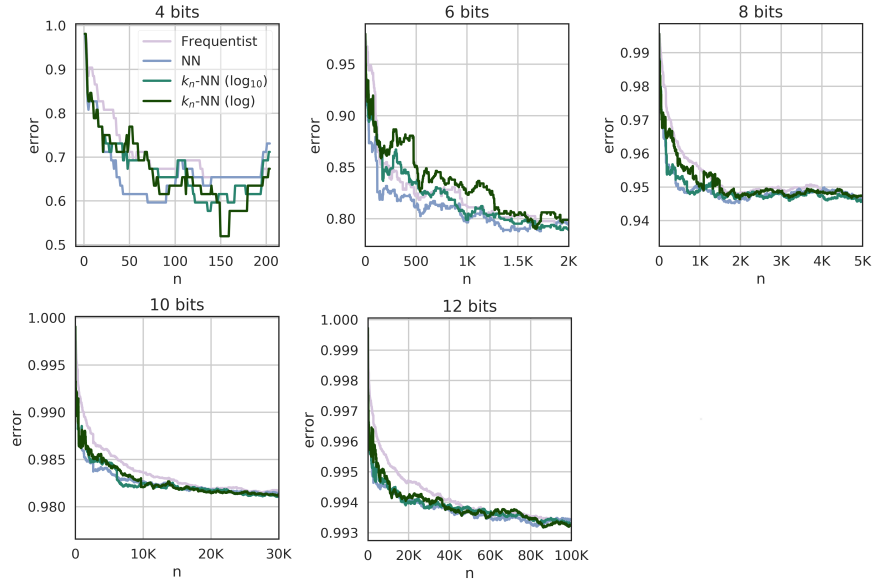 4 bits
1.0
0.9
0.8
0.7
0.6
0.5
error
Frequentist
NN
kₙ-NN (log₁₀)
kₙ-NN (log)
0 50 100 150 200
n
6 bits
0.95
0.90
0.85
0.80
error
0 500 1K 1.5K 2K
n
8 bits
0.99
0.98
0.97
0.96
0.95
0.94
error
0 1K 2K 3K 4K 5K
n
10 bits
1.000
0.995
0.990
0.985
0.980
error
0 10K 20K 30K
n
12 bits
1.000
0.999
0.998
0.997
0.996
0.995
0.994
0.993
error
0 20K 40K 60K 80K 100K
n